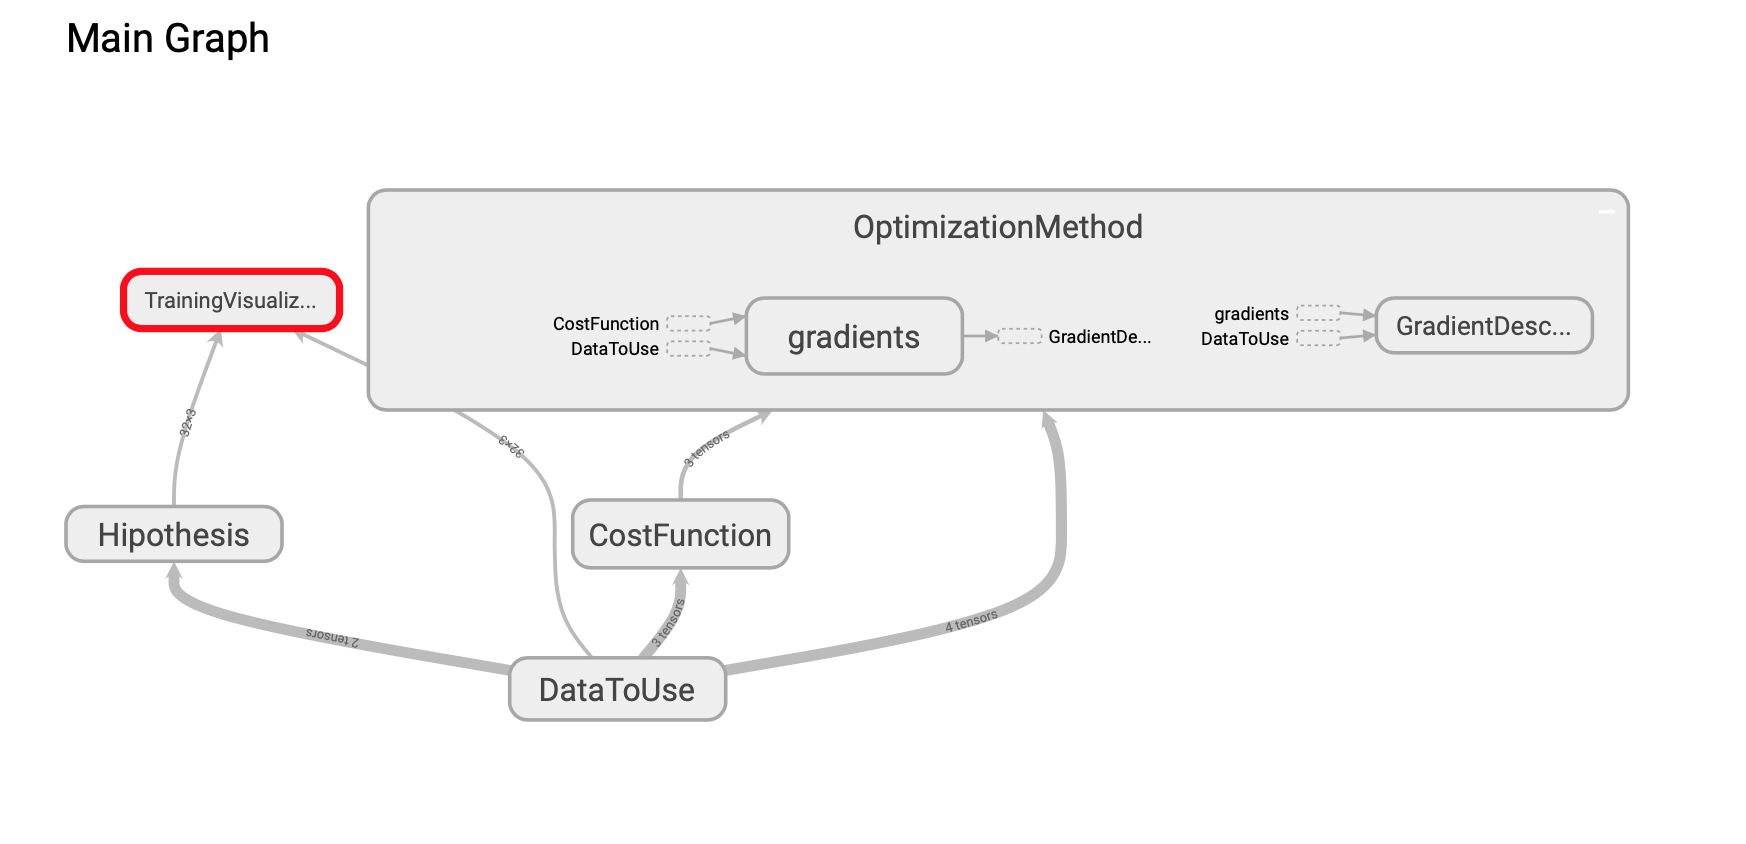 Main Graph
OptimizationMethod
TrainingVisualiz...
CostFunction
DataToUse
gradients
GradientDe...
gradients
DataToUse
GradientDesc...
32×3
32×3
3 tensors
Hipothesis
CostFunction
2 tensors
3 tensors
4 tensors
DataToUse